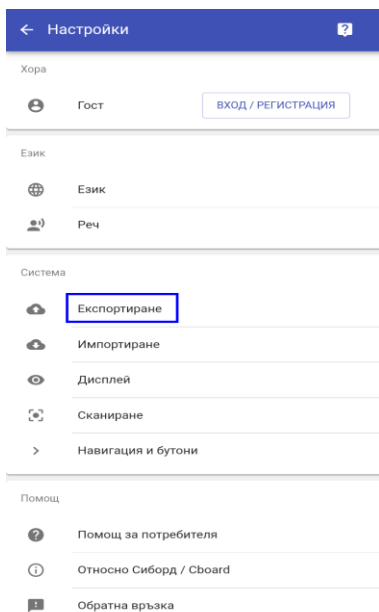 Настройки
Хора
Гост
ВХОД / РЕГИСТРАЦИЯ
Език
Език
Реч
Система
Експортиране
Импортиране
Дисплей
Сканиране
Навигация и бутони
Помощ
Помощ за потребителя
Относно Сиборд / Cboard
Обратна връзка